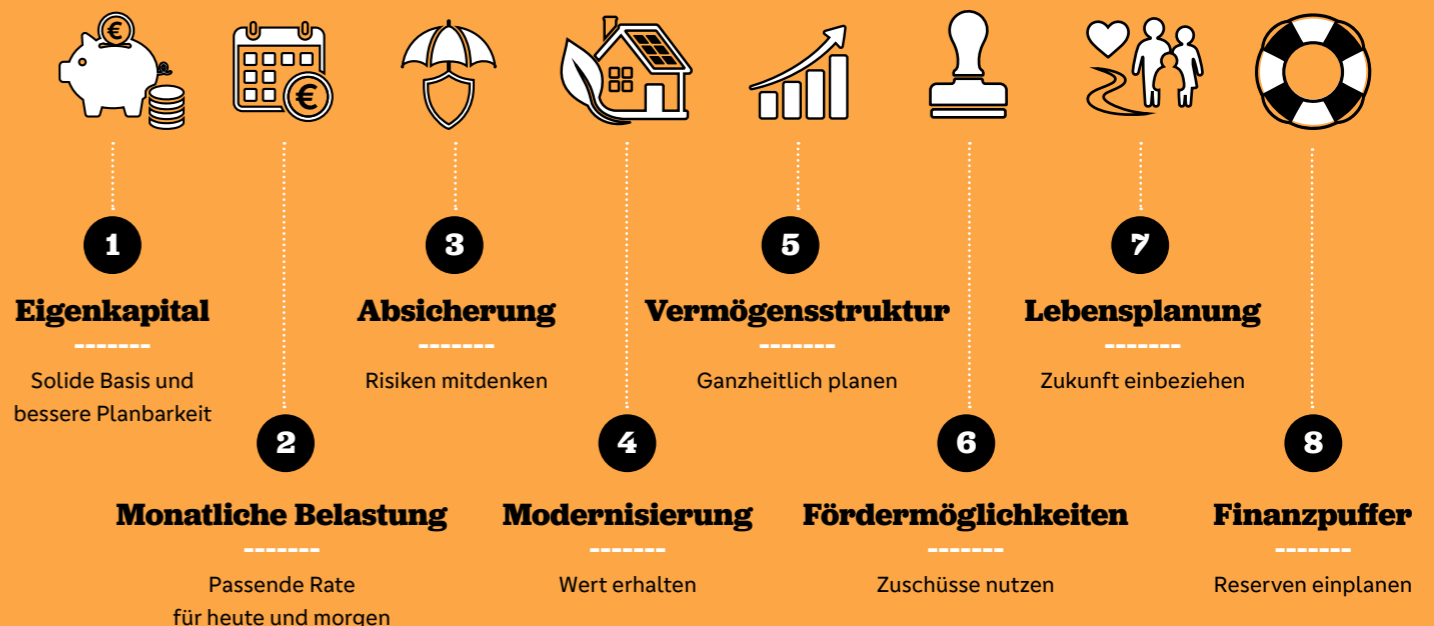 €
€
1
Eigenkapital
Solide Basis und
bessere Planbarkeit
2
Monatliche Belastung
Passende Rate
für heute und morgen
3
Absicherung
Risiken mitdenken
4
Modernisierung
Wert erhalten
5
Vermögensstruktur
Ganzheitlich planen
6
Fördermöglichkeiten
Zuschüsse nutzen
7
Lebensplanung
Zukunft einbeziehen
8
Finanzpuffer
Reserven einplanen